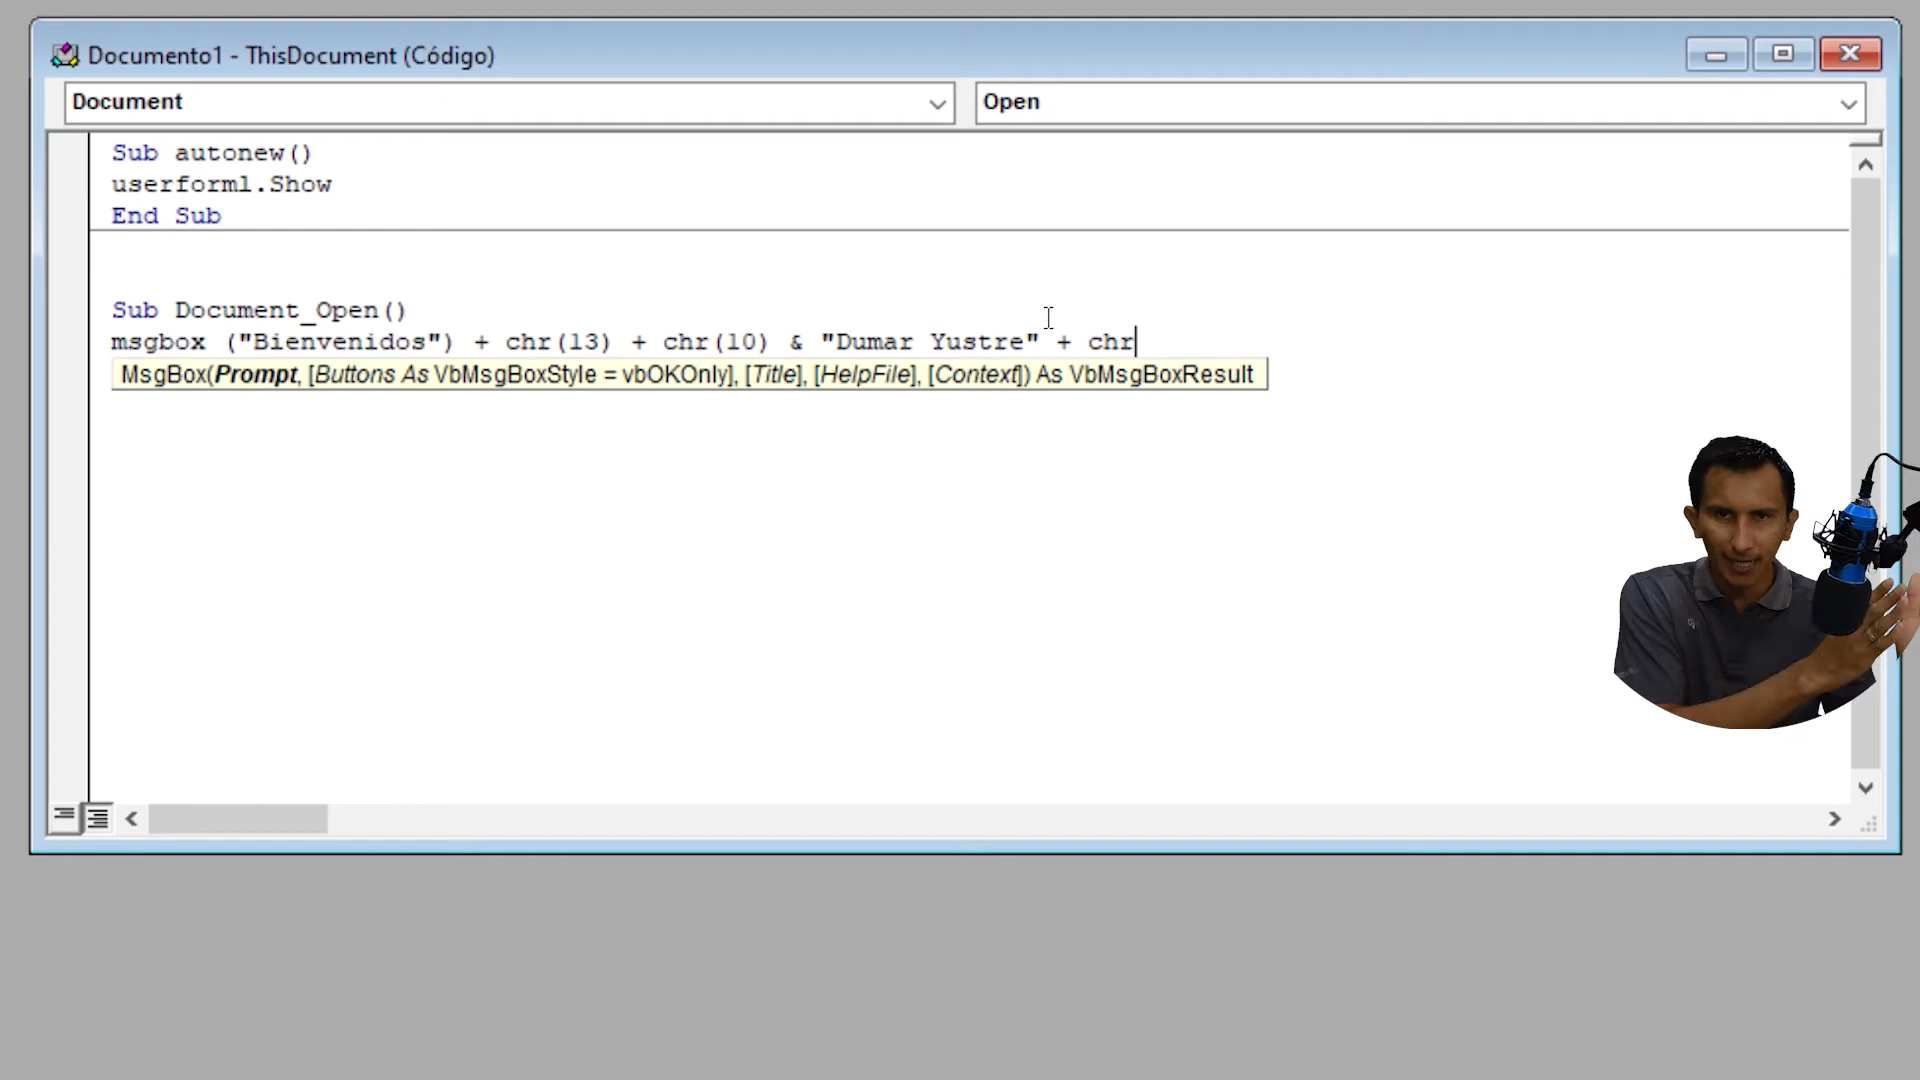 Documento1 - ThisDocument (Código)
Document
Open
Sub autonew()
userform1.Show
End Sub
Sub Document_Open()
msgbox ("Bienvenidos") + chr(13) + chr(10) & "Dumar Yustre" + chr
MsgBox(Prompt, [Buttons As VbMsgBoxStyle = vbOKOnly], [Title], [HelpFile], [Context]) As VbMsgBoxResult